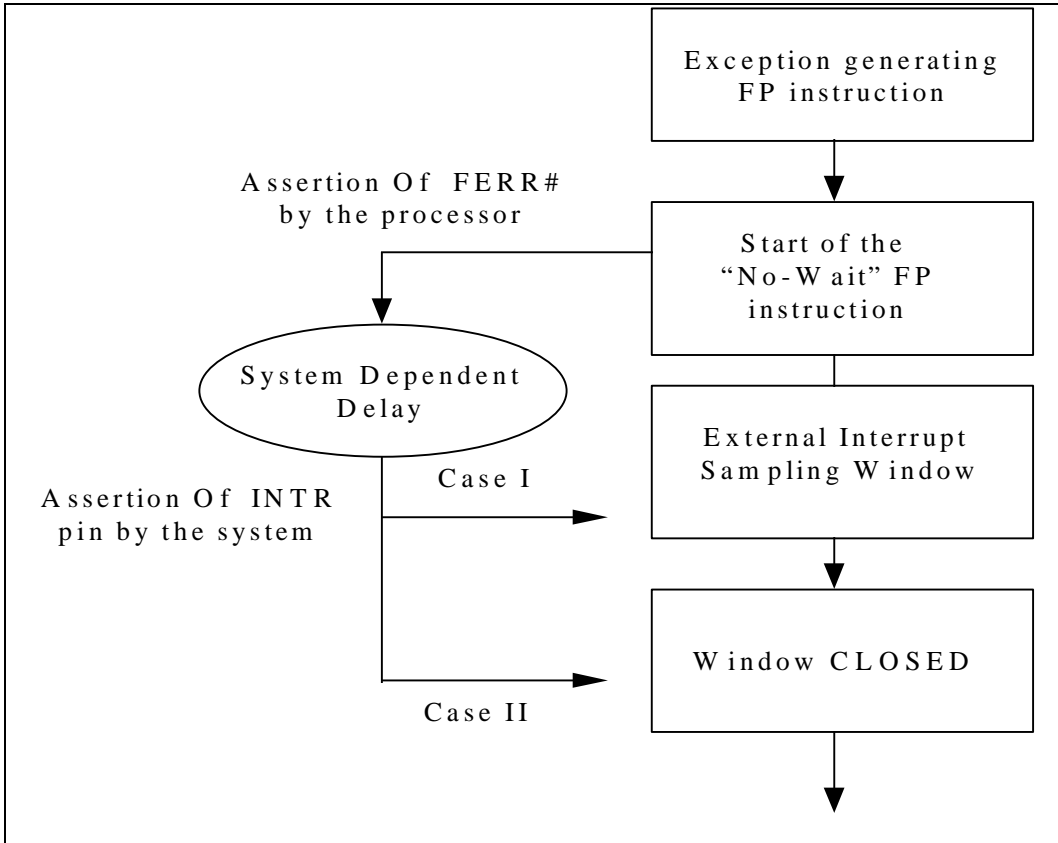 Exception generating
FP instruction
Assertion Of FERR#
by the processor
Start of the
“No-Wait” FP
instruction
System Dependent
Delay
External Interrupt
Sampling Window
Case I
Assertion Of INTR
pin by the system
Window CLOSED
Case II